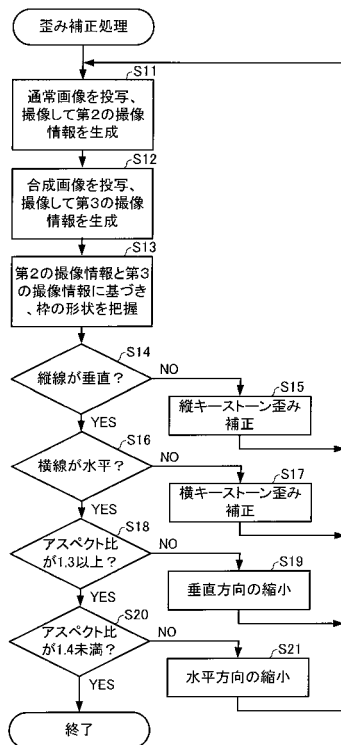 歪み補正処理
S11
通常画像を投写、
撮像して第2の撮像
情報を生成
S12
合成画像を投写、
撮像して第3の撮像
情報を生成
S13
第2の撮像情報と第3
の撮像情報に基づき
、枠の形状を把握
S14
縦線が垂直？
NO
YES
S15
縦キーストーン歪み
補正
S16
横線が水平？
NO
YES
S17
横キーストーン歪み
補正
S18
アスペクト比
が1.3以上？
NO
YES
S19
垂直方向の縮小
S20
アスペクト比
が1.4未満？
NO
YES
S21
水平方向の縮小
終了